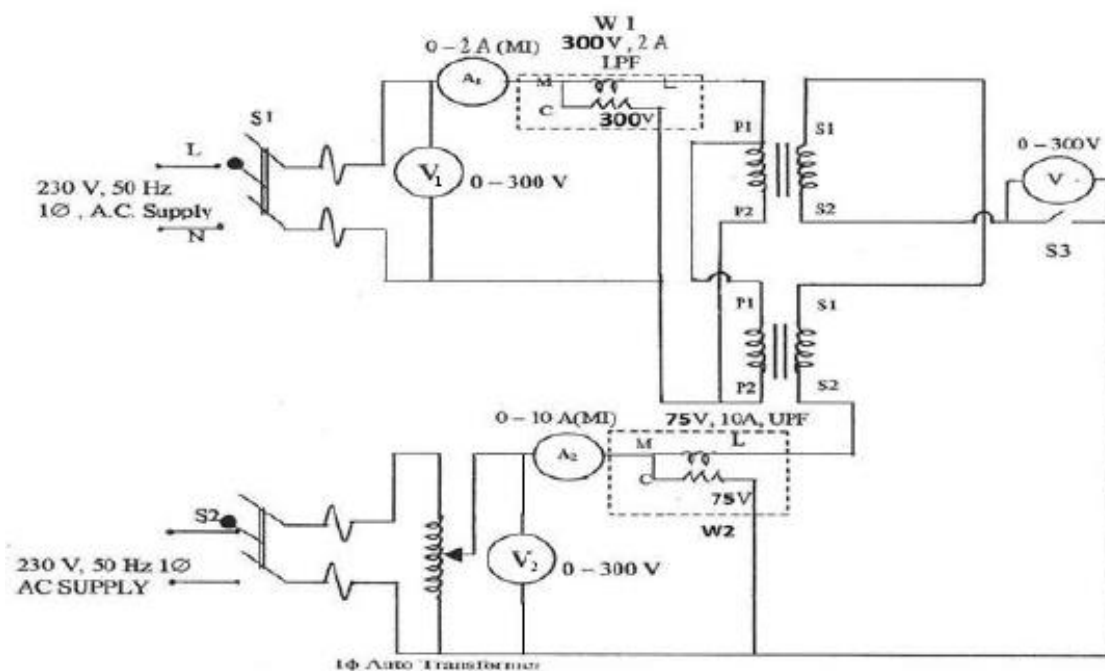 W 1
300V, 2 A
0 – 2 A (MI)
LPF
A1
M
L
C
300V
S1
L
230 V, 50 Hz
1∅ , A.C. Supply
N
V1
0 – 300 V
P1
S1
P2
S2
0 – 300V
V
S3
P1
S1
P2
S2
0 – 10 A(MI)
75V, 10A, UPF
A2
M
L
C
75V
W2
S2
230 V, 50 Hz 1∅
AC SUPPLY
V2
0 – 300 V
1ϕ Auto Transformer